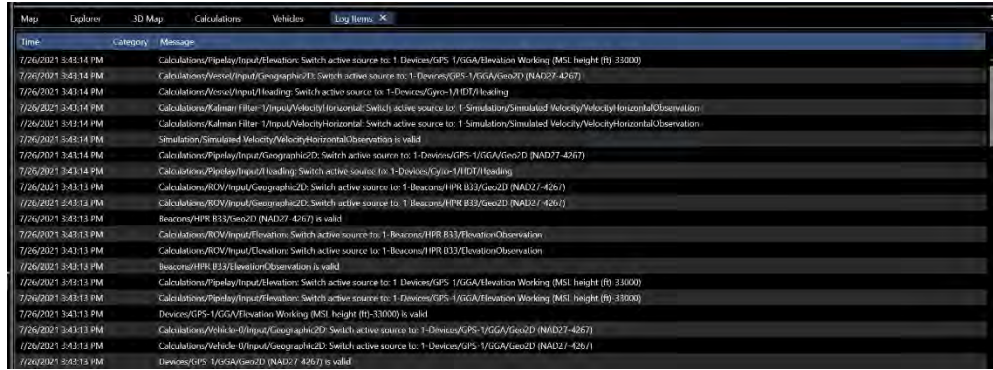 Map Explorer 3D Map Calculations Vehicles Log Items X
Time Category Message
7/26/2021 3:43:14 PM Calculations/Pipelay/Input/Elevation: Switch active source to: 1-Devices/GPS-1/GGA/Elevation Working (MSL height (ft)-33000)
7/26/2021 3:43:14 PM Calculations/Vessel/Input/Geographic2D: Switch active source to: 1-Devices/GPS-1/GGA/Geo2D (NAD27-4267)
7/26/2021 3:43:14 PM Calculations/Vessel/Input/Heading: Switch active source to: 1-Devices/Gyro-1/HDT/Heading
7/26/2021 3:43:14 PM Calculations/Kalman Filter-1/Input/VelocityHorizontal: Switch active source to: 1-Simulation/Simulated Velocity/VelocityHorizontalObservation
7/26/2021 3:43:14 PM Calculations/Kalman Filter-1/Input/VelocityHorizontal: Switch active source to: 1-Simulation/Simulated Velocity/VelocityHorizontalObservation
7/26/2021 3:43:14 PM Simulation/Simulated Velocity/VelocityHorizontalObservation is valid
7/26/2021 3:43:14 PM Calculations/Pipelay/Input/Geographic2D: Switch active source to: 1-Devices/GPS-1/GGA/Geo2D (NAD27-4267)
7/26/2021 3:43:14 PM Calculations/Pipelay/Input/Heading: Switch active source to: 1-Devices/Gyro-1/HDT/Heading
7/26/2021 3:43:13 PM Calculations/ROV/Input/Geographic2D: Switch active source to: 1-Beacons/HPR B33/Geo2D (NAD27-4267)
7/26/2021 3:43:13 PM Calculations/ROV/Input/Geographic2D: Switch active source to: 1-Beacons/HPR B33/Geo2D (NAD27-4267)
7/26/2021 3:43:13 PM Beacons/HPR B33/Geo2D (NAD27-4267) is valid
7/26/2021 3:43:13 PM Calculations/ROV/Input/Elevation: Switch active source to: 1-Beacons/HPR B33/ElevationObservation
7/26/2021 3:43:13 PM Calculations/ROV/Input/Elevation: Switch active source to: 1-Beacons/HPR B33/ElevationObservation
7/26/2021 3:43:13 PM Beacons/HPR B33/ElevationObservation is valid
7/26/2021 3:43:13 PM Calculations/Pipelay/Input/Elevation: Switch active source to: 1-Devices/GPS-1/GGA/Elevation Working (MSL height (ft)-33000)
7/26/2021 3:43:13 PM Calculations/Pipelay/Input/Elevation: Switch active source to: 1-Devices/GPS-1/GGA/Elevation Working (MSL height (ft)-33000)
7/26/2021 3:43:13 PM Devices/GPS-1/GGA/Elevation Working (MSL height (ft)-33000) is valid
7/26/2021 3:43:13 PM Calculations/Vehicle-0/Input/Geographic2D: Switch active source to: 1-Devices/GPS-1/GGA/Geo2D (NAD27-4267)
7/26/2021 3:43:13 PM Calculations/Vehicle-0/Input/Geographic2D: Switch active source to: 1-Devices/GPS-1/GGA/Geo2D (NAD27-4267)
7/26/2021 3:43:13 PM Devices/GPS-1/GGA/Geo2D (NAD27-4267) is valid